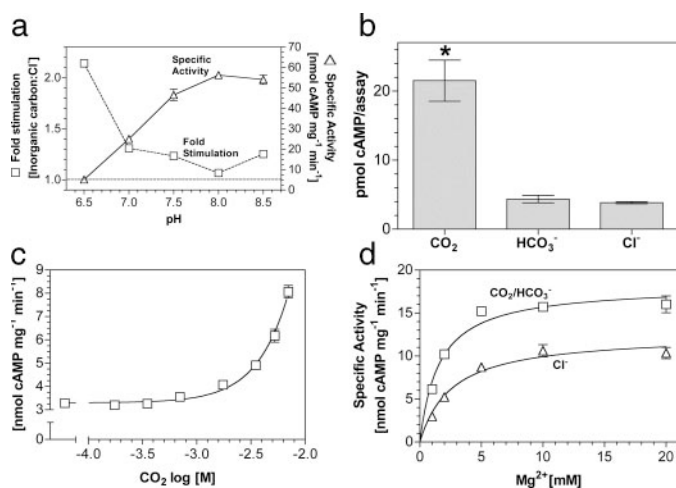 a
Fold stimulation
[Inorganic carbon:Cl⁻]
2.0
1.5
1.0
Specific
Activity
Fold
Stimulation
70
60
50
40
30
20
10
0
Specific Activity
[nmol cAMP mg⁻¹ min⁻¹]
6.5 7.0 7.5 8.0 8.5
pH
b
pmol cAMP/assay
20
10
0
*
CO₂ HCO₃⁻ Cl⁻
c
[nmol cAMP mg⁻¹ min⁻¹]
9
8
7
6
5
4
3
0
-4.0 -3.5 -3.0 -2.5 -2.0
CO₂ log [M]
d
Specific Activity
[nmol cAMP mg⁻¹ min⁻¹]
20
15
10
5
0
CO₂/HCO₃⁻
Cl⁻
0 5 10 15 20
Mg²⁺[mM]